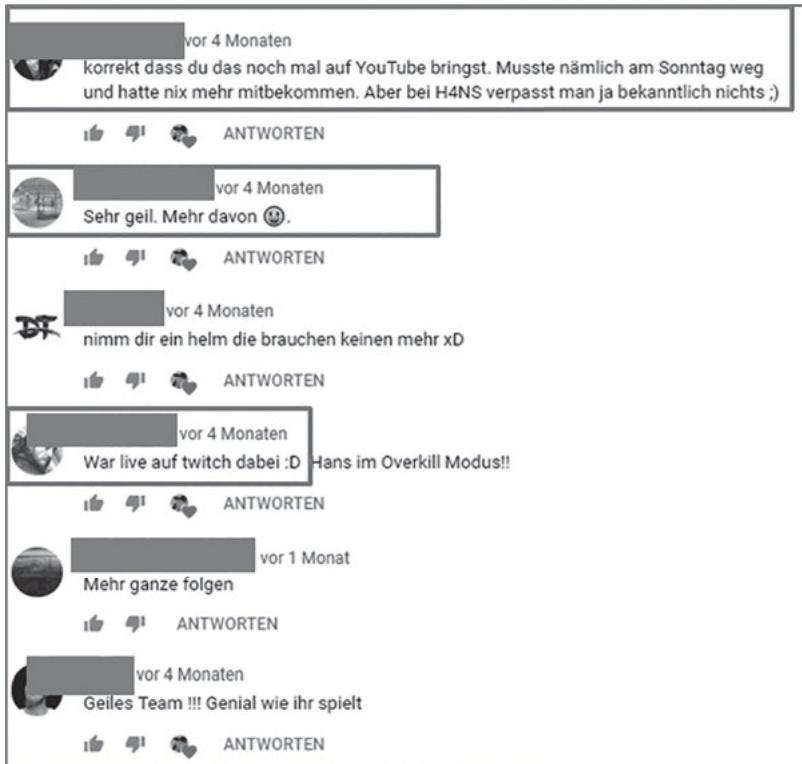 vor 4 Monaten
korrekt dass du das noch mal auf YouTube bringst. Musste nämlich am Sonntag weg
und hatte nix mehr mitbekommen. Aber bei H4NS verpasst man ja bekanntlich nichts ;)
ANTWORTEN
vor 4 Monaten
Sehr geil. Mehr davon 😀.
ANTWORTEN
DT
vor 4 Monaten
nimm dir ein helm die brauchen keinen mehr xD
ANTWORTEN
vor 4 Monaten
War live auf twitch dabei :D Hans im Overkill Modus!!
ANTWORTEN
vor 1 Monat
Mehr ganze folgen
ANTWORTEN
vor 4 Monaten
Geiles Team !!! Genial wie ihr spielt
ANTWORTEN